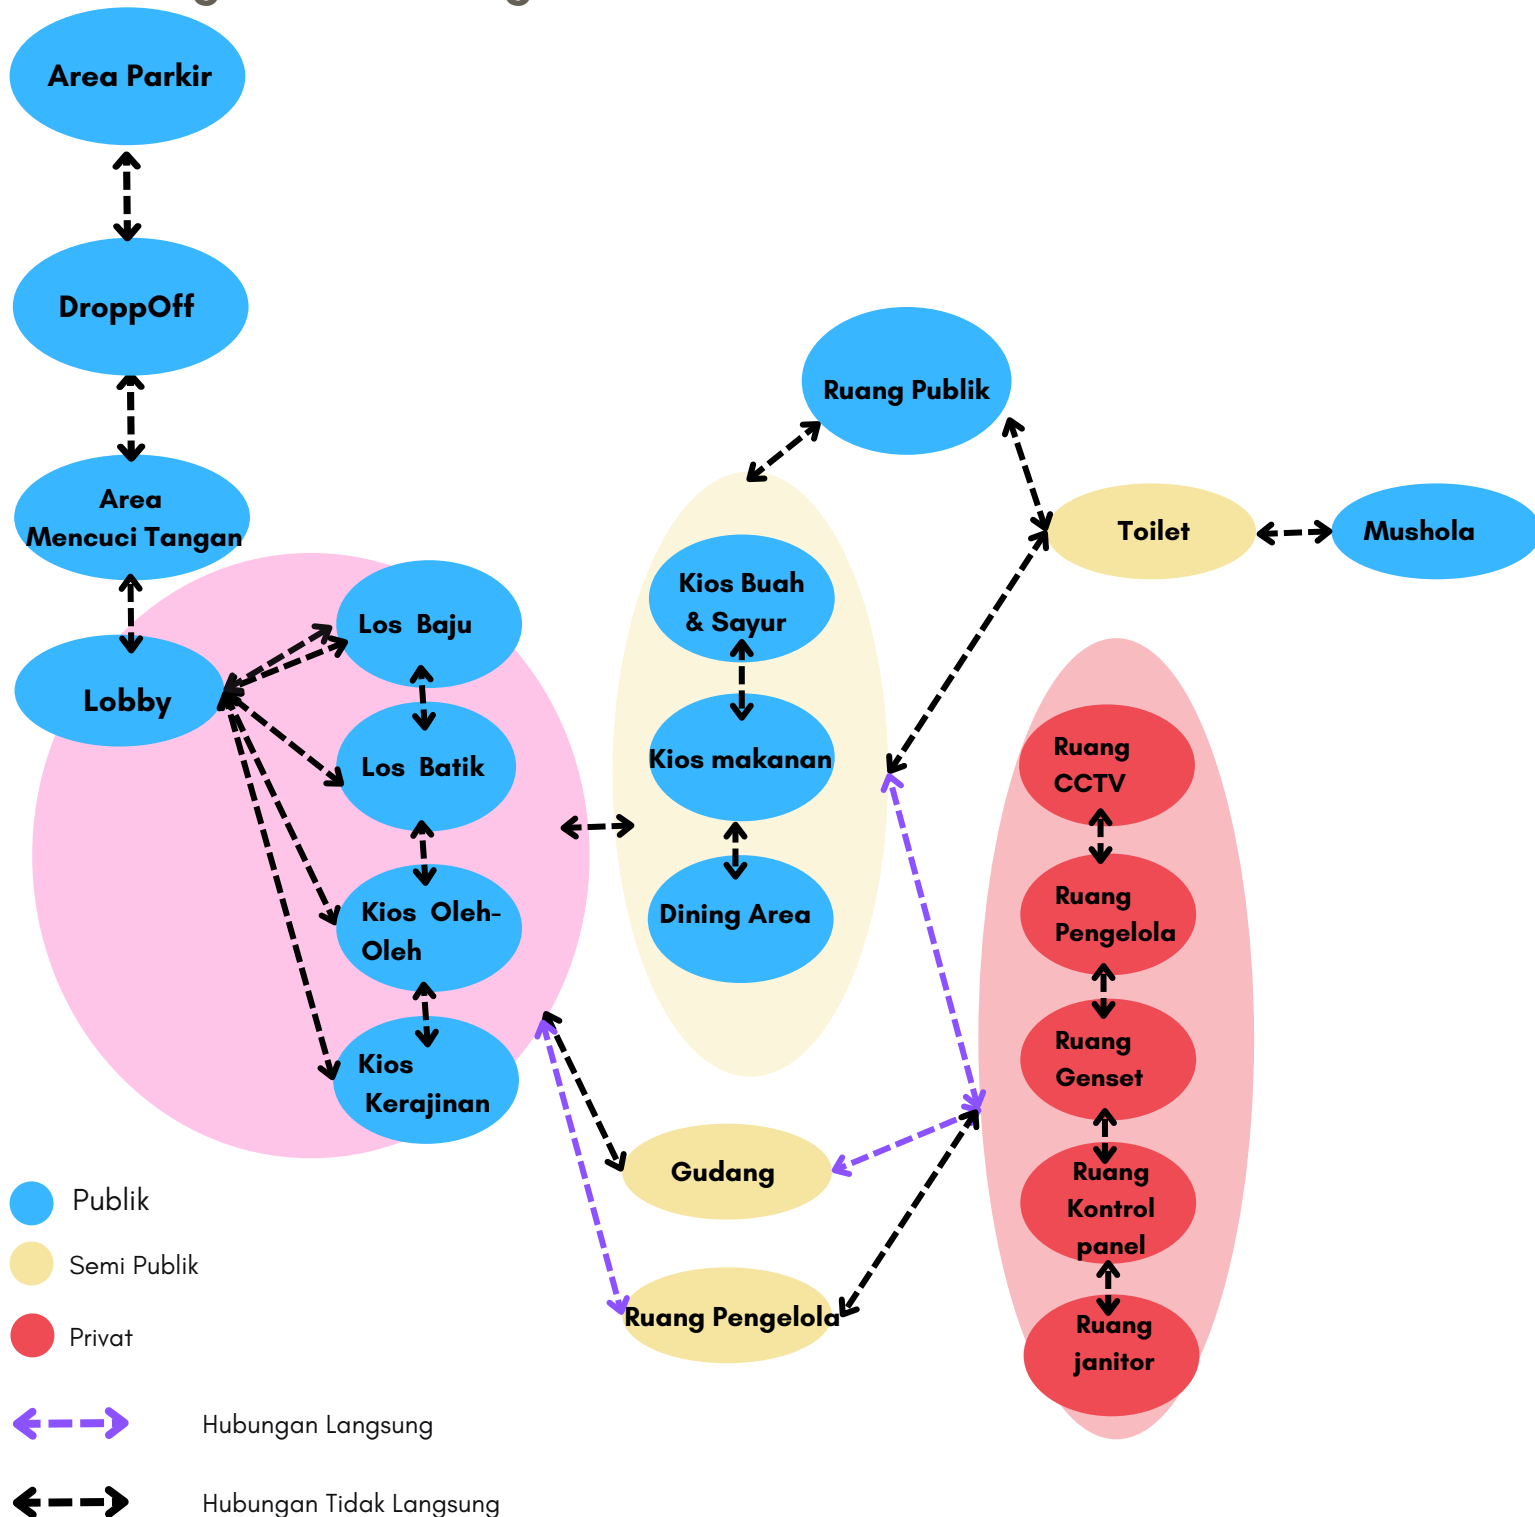 Area Parkir
DroppOff
Area
Mencuci Tangan
Lobby
Los Baju
Los Batik
Kios Oleh-
Oleh
Kios
Kerajinan
Kios Buah
& Sayur
Kios makanan
Dining Area
Ruang Publik
Toilet
Mushola
Gudang
Ruang Pengelola
Ruang
CCTV
Ruang
Pengelola
Ruang
Genset
Ruang
Kontrol
panel
Ruang
janitor
Publik
Semi Publik
Privat
Hubungan Langsung
Hubungan Tidak Langsung